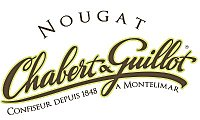 NOUGAT
Chabert & Guillot®
CONFISEUR DEPUIS 1848 A MONTELIMAR